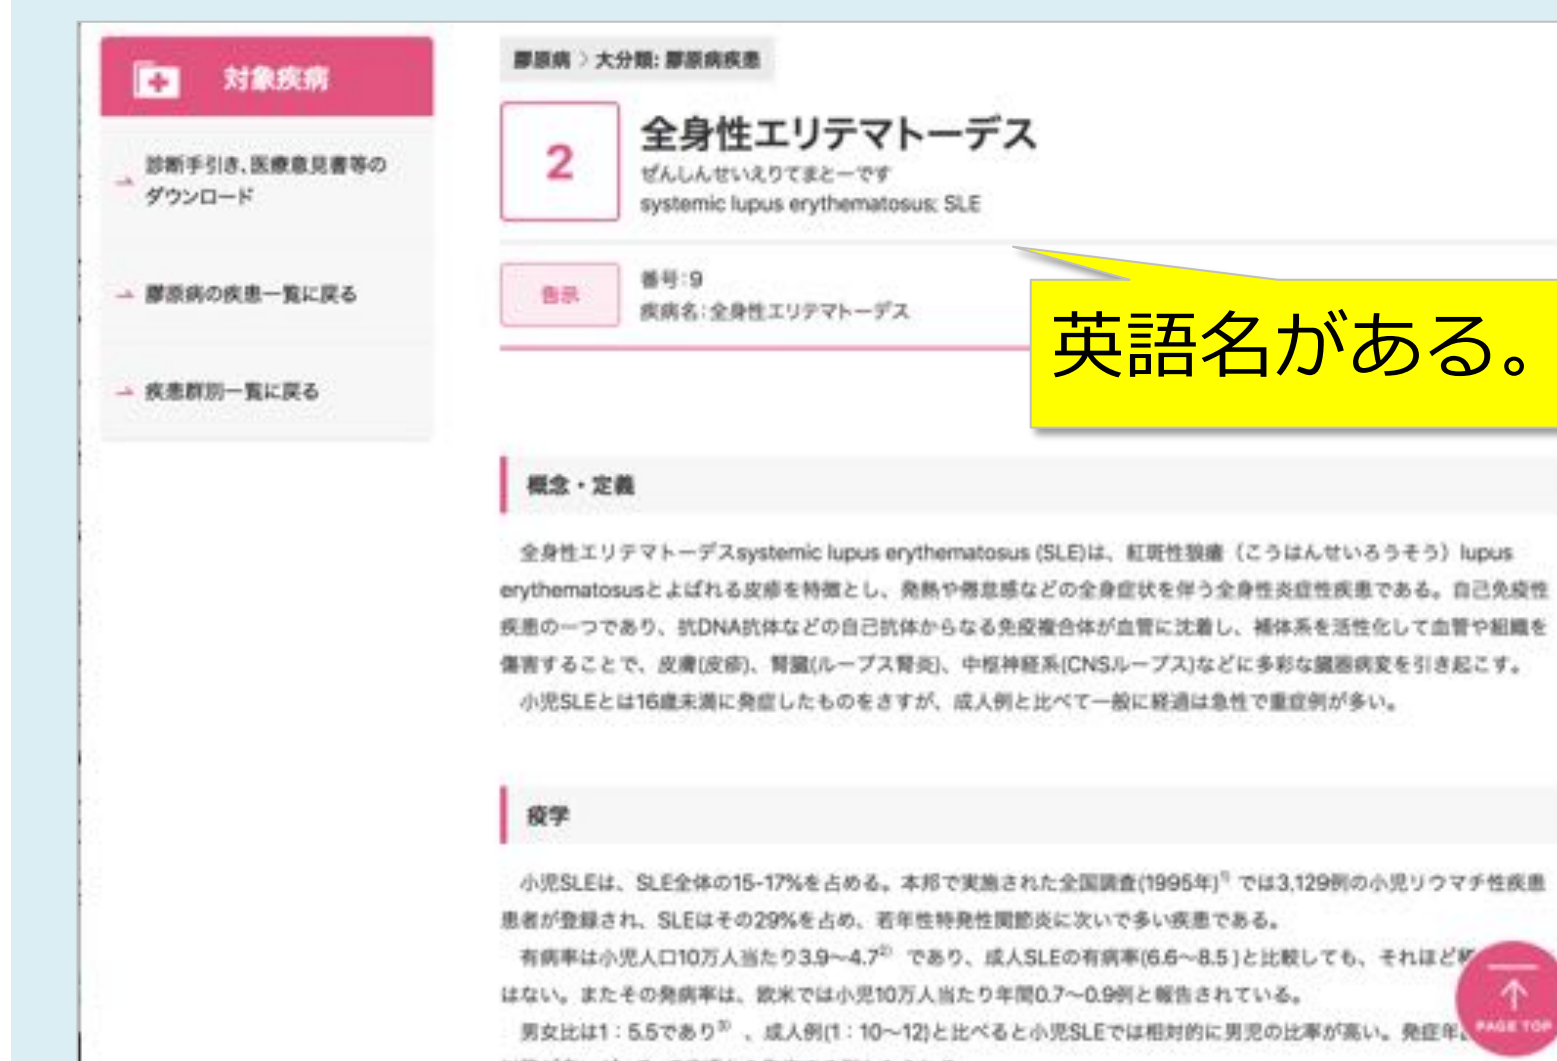 対象疾病
診断手引き、医療意見書等の
ダウンロード
膠原病の疾患一覧に戻る
疾患群別一覧に戻る
膠原病 〉大分類: 膠原病疾患
2
全身性エリテマトーデス
ぜんしんせいえりてまとーです
systemic lupus erythematosus; SLE
告示
番号:9
疾病名:全身性エリテマトーデス
英語名がある。
概念・定義
全身性エリテマトーデスsystemic lupus erythematosus (SLE)は、紅斑性狼瘡（こうはんせいろうそう）lupus
erythematosusとよばれる皮疹を特徴とし、発熱や倦怠感などの全身症状を伴う全身性炎症性疾患である。自己免疫性
疾患の一つであり、抗DNA抗体などの自己抗体からなる免疫複合体が血管に沈着し、補体系を活性化して血管や組織を
傷害することで、皮膚(皮疹)、腎臓(ループス腎炎)、中枢神経系(CNSループス)などに多彩な臓器病変を引き起こす。
小児SLEとは16歳未満に発症したものをさすが、成人例と比べて一般に経過は急性で重症例が多い。
疫学
小児SLEは、SLE全体の15-17%を占める。本邦で実施された全国調査(1995年)1) では3,129例の小児リウマチ性疾患
患者が登録され、SLEはその29%を占め、若年性特発性関節炎に次いで多い疾患である。
有病率は小児人口10万人当たり3.9〜4.72) であり、成人SLEの有病率(6.6〜8.5 )と比較しても、それほど
はない。またその発病率は、欧米では小児10万人当たり年間0.7〜0.9例と報告されている。
男女比は1：5.5であり3) 、成人例(1：10〜12)と比べると小児SLEでは相対的に男児の比率が高い。発症年
PAGE TOP